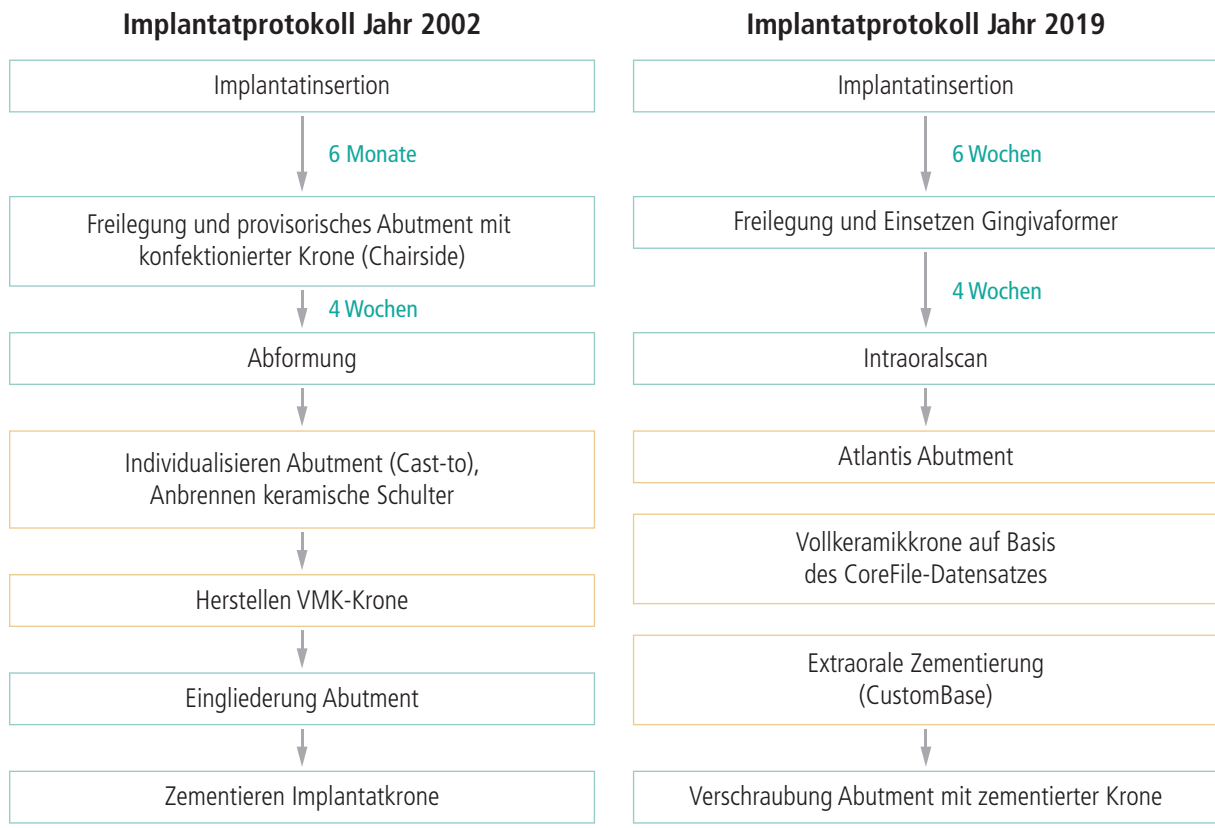 Implantatprotokoll Jahr 2002
Implantatinsertion
6 Monate
Freilegung und provisorisches Abutment mit
konfektionierter Krone (Chairside)
4 Wochen
Abformung
Individualisieren Abutment (Cast-to),
Anbrennen keramische Schulter
Herstellen VMK-Krone
Eingliederung Abutment
Zementieren Implantatkrone
Implantatprotokoll Jahr 2019
Implantatinsertion
6 Wochen
Freilegung und Einsetzen Gingivaformer
4 Wochen
Intraoralscan
Atlantis Abutment
Vollkeramikkrone auf Basis
des CoreFile-Datensatzes
Extraorale Zementierung
(CustomBase)
Verschraubung Abutment mit zementierter Krone